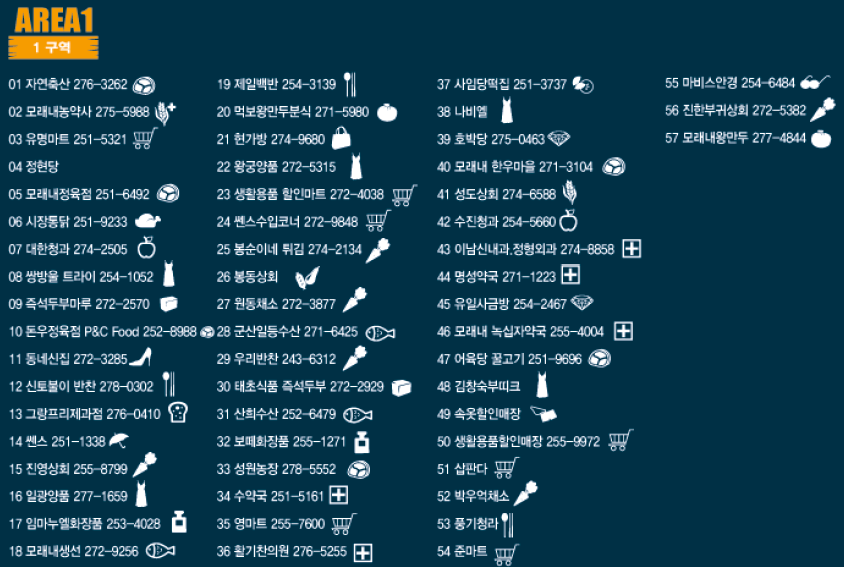 AREA1
1 구역
01 자연축산 276-3262
02 모래내농약사 275-5988
03 유명마트 251-5321
04 정현당
05 모래내정육점 251-6492
06 시장통닭 251-9233
07 대한청과 274-2505
08 쌍방울 트라이 254-1052
09 즉석두부마루 272-2570
10 돈우정육점 P&C Food 252-8988
11 동네신집 272-3285
12 신토불이 반찬 278-0302
13 그랑프리제과점 276-0410
14 쎈스 251-1338
15 진영상회 255-8799
16 일광양품 277-1659
17 임마누엘화장품 253-4028
18 모래내생선 272-9256
19 제일백반 254-3139
20 먹보왕만두분식 271-5980
21 현가방 274-9680
22 왕궁양품 272-5315
23 생활용품 할인마트 272-4038
24 쎈스수입코너 272-9848
25 봉순이네 튀김 274-2134
26 봉동상회
27 원동채소 272-3877
28 군산일등수산 271-6425
29 우리반찬 243-6312
30 태초식품 즉석두부 272-2929
31 산희수산 252-6479
32 보떼화장품 255-1271
33 성원농장 278-5552
34 수약국 251-5161
35 영마트 255-7600
36 활기찬의원 276-5255
37 사임당떡집 251-3737
38 나비엘
39 호박당 275-0463
40 모래내 한우마을 271-3104
41 성도상회 274-6588
42 수진청과 254-5660
43 이남신내과,정형외과 274-8858
44 명성약국 271-1223
45 유일사금방 254-2467
46 모래내 녹십자약국 255-4004
47 어육당 꿀고기 251-9696
48 김창숙부띠크
49 속옷할인매장
50 생활용품할인매장 255-9972
51 샵판다
52 박우억채소
53 풍기청라
54 준마트
55 마비스안경 254-6484
56 진한부귀상회 272-5382
57 모래내왕만두 277-4844